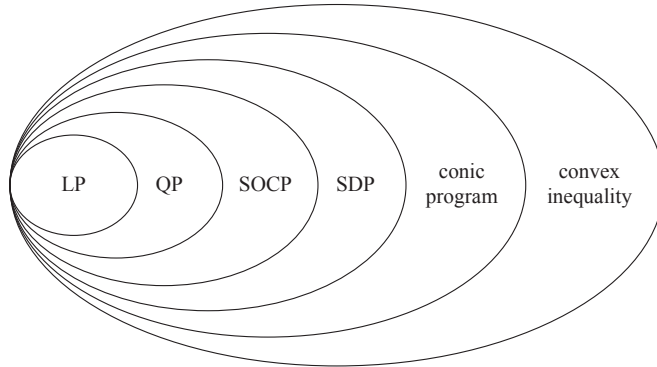 LP
QP
SOCP
SDP
conic
program
convex
inequality